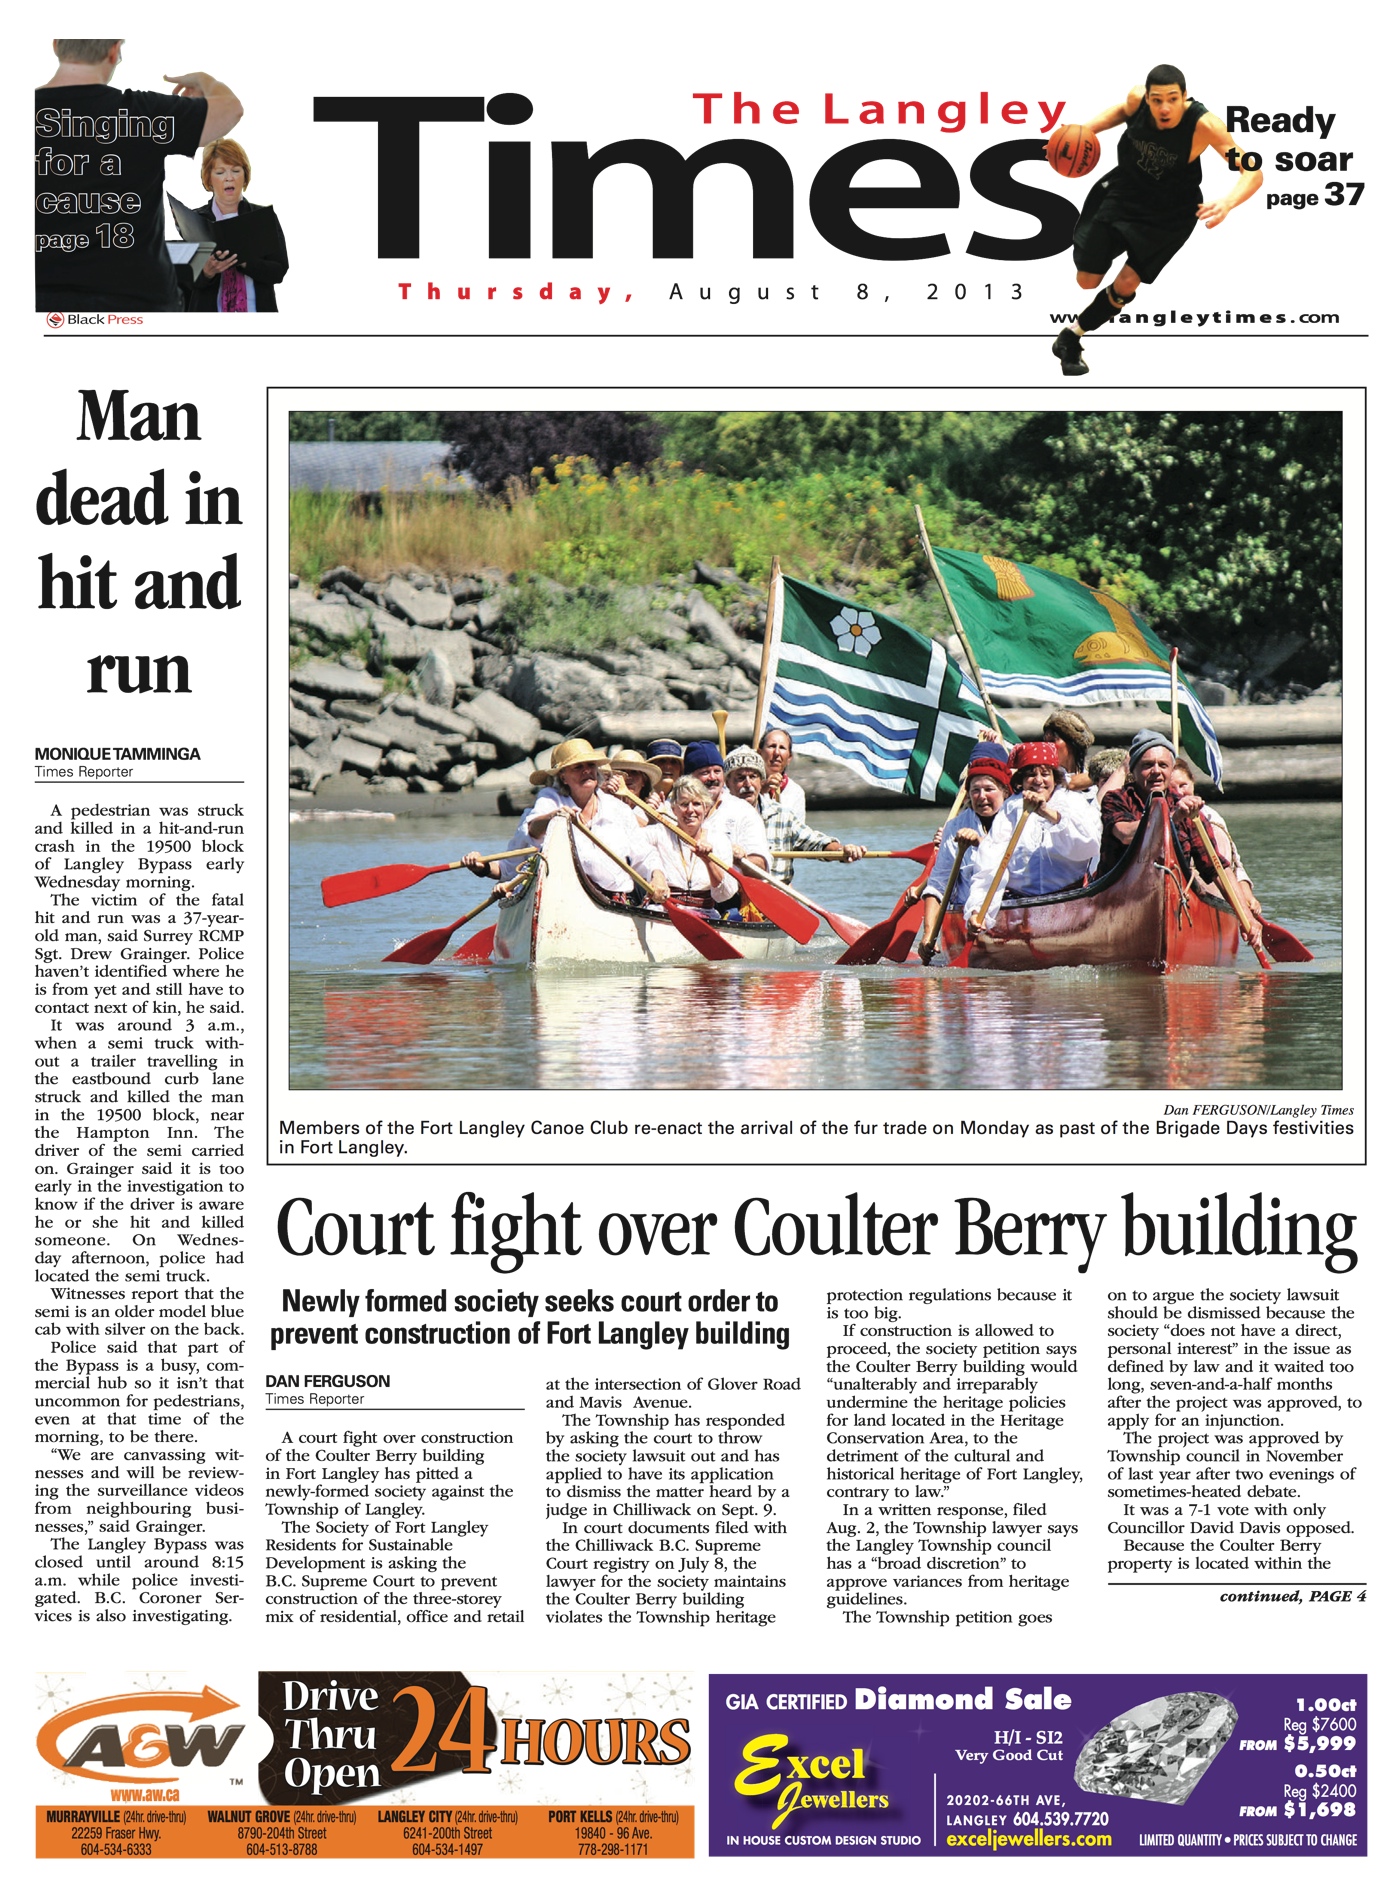 Singing
for a
cause
page 18
The Langley
Times
Thursday, August 8, 2013
Ready
to soar
page 37
Black Press
langleytimes.com
Man
dead in
hit and
run
MONIQUE TAMMINGA
Times Reporter
A pedestrian was struck
and killed in a hit-and-run
crash in the 19500 block
of Langley Bypass early
Wednesday morning.
The victim of the fatal
hit and run was a 37-year-
old man, said Surrey RCMP
Sgt. Drew Grainger. Police
haven't identified where he
is from yet and still have to
contact next of kin, he said.
It was around 3 a.m.,
when a semi truck with-
out a trailer travelling in
the eastbound curb lane
struck and killed the man
in the 19500 block, near
the Hampton Inn. The
driver of the semi carried
on. Grainger said it is too
early in the investigation to
know if the driver is aware
he or she hit and killed
someone. On Wednes-
day afternoon, police had
located the semi truck.
Witnesses report that the
semi is an older model blue
cab with silver on the back.
Police said that part of
the Bypass is a busy, com-
mercial hub so it isn't that
uncommon for pedestrians,
even at that time of the
morning, to be there.
"We are canvassing wit-
nesses and will be review-
ing the surveillance videos
from neighbouring busi-
nesses," said Grainger.
The Langley Bypass was
closed until around 8:15
a.m. while police investi-
gated. B.C. Coroner Ser-
vices is also investigating.
Dan FERGUSON/Langley Times
Members of the Fort Langley Canoe Club re-enact the arrival of the fur trade on Monday as past of the Brigade Days festivities
in Fort Langley.
Court fight over Coulter Berry building
Newly formed society seeks court order to
prevent construction of Fort Langley building
DAN FERGUSON
Times Reporter
A court fight over construction
of the Coulter Berry building
in Fort Langley has pitted a
newly-formed society against the
Township of Langley.
The Society of Fort Langley
Residents for Sustainable
Development is asking the
B.C. Supreme Court to prevent
construction of the three-storey
mix of residential, office and retail
at the intersection of Glover Road
and Mavis Avenue.
The Township has responded
by asking the court to throw
the society lawsuit out and has
applied to have its application
to dismiss the matter heard by a
judge in Chilliwack on Sept. 9.
In court documents filed with
the Chilliwack B.C. Supreme
Court registry on July 8, the
lawyer for the society maintains
the Coulter Berry building
violates the Township heritage
protection regulations because it
is too big.
If construction is allowed to
proceed, the society petition says
the Coulter Berry building would
"unalterably and irreparably
undermine the heritage policies
for land located in the Heritage
Conservation Area, to the
detriment of the cultural and
historical heritage of Fort Langley,
contrary to law."
In a written response, filed
Aug. 2, the Township lawyer says
the Langley Township council
has a "broad discretion" to
approve variances from heritage
guidelines.
The Township petition goes
on to argue the society lawsuit
should be dismissed because the
society "does not have a direct,
personal interest" in the issue as
defined by law and it waited too
long, seven-and-a-half months
after the project was approved, to
apply for an injunction.
The project was approved by
Township council in November
of last year after two evenings of
sometimes-heated debate.
It was a 7-1 vote with only
Councillor David Davis opposed.
Because the Coulter Berry
property is located within the
continued, PAGE 4
A&W
TM
www.aw.ca
Drive
Thru
Open
24 HOURS
MURRAYVILLE (24hr. drive-thru)
22259 Fraser Hwy.
604-534-6333
WALNUT GROVE (24hr. drive-thru)
8790-204th Street
604-513-8788
LANGLEY CITY (24hr. drive-thru)
6241-200th Street
604-534-1497
PORT KELLS (24hr. drive-thru)
19840 - 96 Ave.
778-298-1171
GIA CERTIFIED Diamond Sale
Excel
Jewellers
IN HOUSE CUSTOM DESIGN STUDIO
H/I - SI2
Very Good Cut
20202-66TH AVE,
LANGLEY 604.539.7720
exceljewellers.com
1.00ct
Reg $7600
FROM $5,999
0.50ct
Reg $2400
FROM $1,698
LIMITED QUANTITY • PRICES SUBJECT TO CHANGE